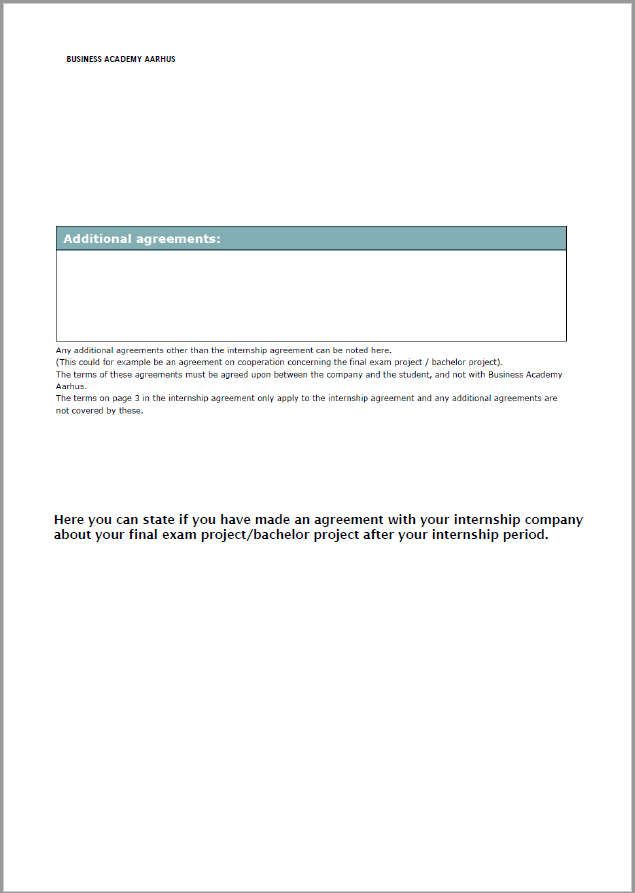 BUSINESS ACADEMY AARHUS
Additional agreements:
Any additional agreements other than the internship agreement can be noted here.
(This could for example be an agreement on cooperation concerning the final exam project / bachelor project).
The terms of these agreements must be agreed upon between the company and the student, and not with Business Academy
Aarhus.
The terms on page 3 in the internship agreement only apply to the internship agreement and any additional agreements are
not covered by these.
Here you can state if you have made an agreement with your internship company
about your final exam project/bachelor project after your internship period.